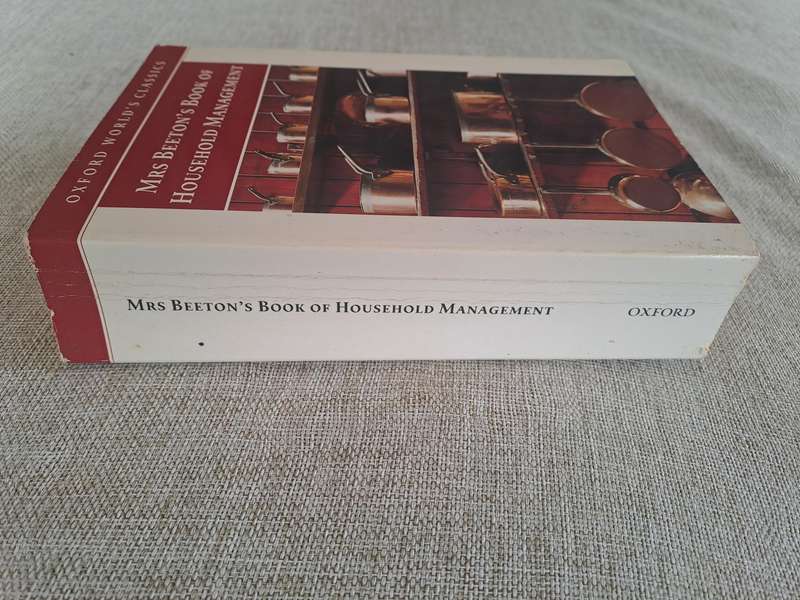 OXFORD WORLD'S CLASSICS
MRS BEETON'S BOOK OF
HOUSEHOLD MANAGEMENT
MRS BEETON'S BOOK OF HOUSEHOLD MANAGEMENT
OXFORD